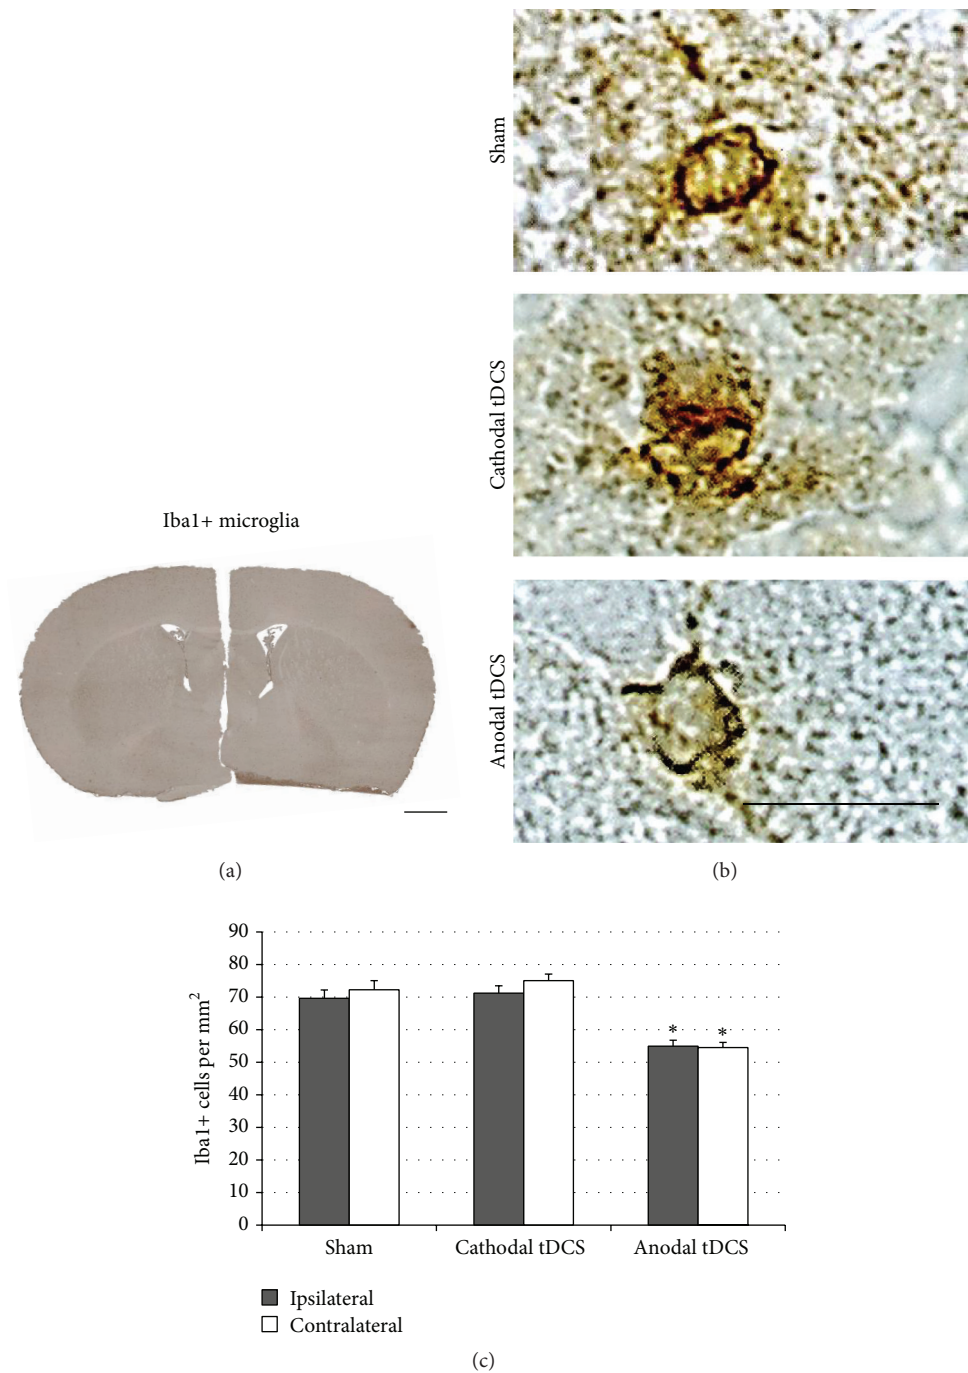 Sham
Cathodal tDCS
Anodal tDCS
Iba1+ microglia
(a)
(b)
Iba1+ cells per mm²
90
80
70
60
50
40
30
20
10
0
*
*
Sham
Cathodal tDCS
Anodal tDCS
Ipsilateral
Contralateral
(c)